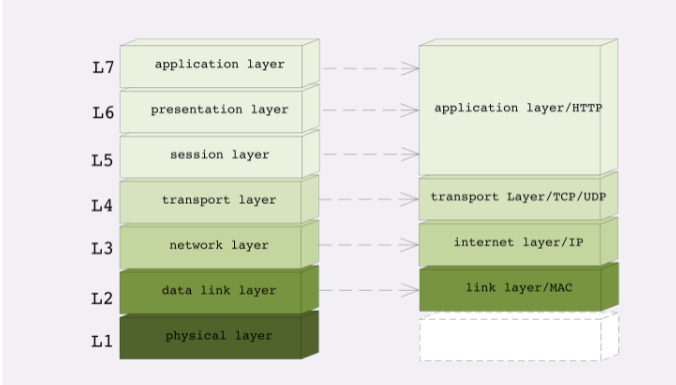 L7 application layer
L6 presentation layer
application layer/HTTP
L5 session layer
L4 transport layer
transport Layer/TCP/UDP
L3 network layer
internet layer/IP
L2 data link layer
link layer/MAC
L1 physical layer